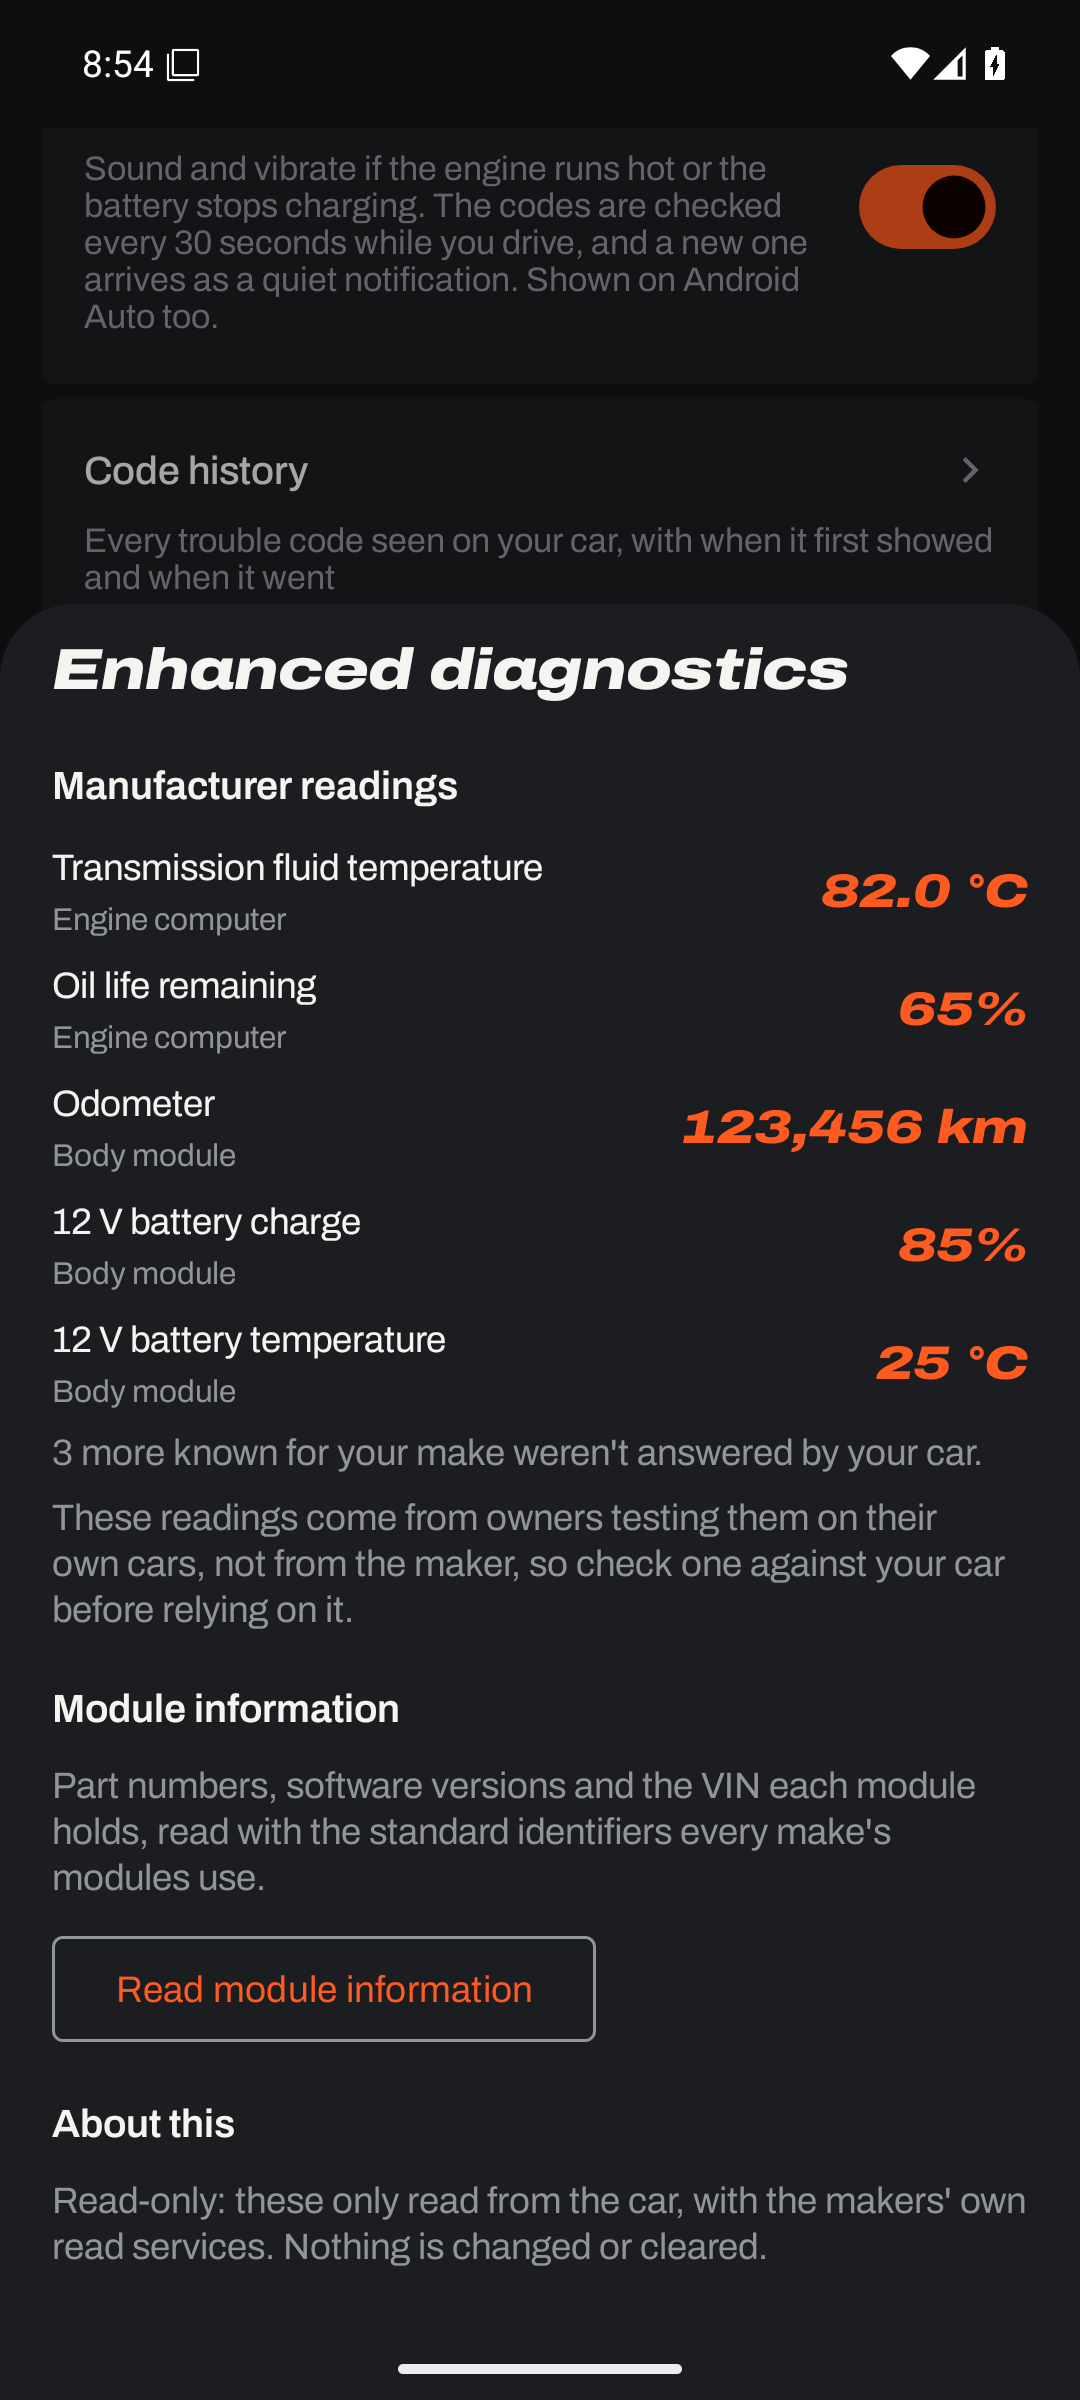 8:54
Sound and vibrate if the engine runs hot or the
battery stops charging. The codes are checked
every 30 seconds while you drive, and a new one
arrives as a quiet notification. Shown on Android
Auto too.
Code history
Every trouble code seen on your car, with when it first showed
and when it went
Enhanced diagnostics
Manufacturer readings
Transmission fluid temperature
Engine computer
82.0 °C
Oil life remaining
Engine computer
65%
Odometer
Body module
123,456 km
12 V battery charge
Body module
85%
12 V battery temperature
Body module
25 °C
3 more known for your make weren't answered by your car.
These readings come from owners testing them on their
own cars, not from the maker, so check one against your car
before relying on it.
Module information
Part numbers, software versions and the VIN each module
holds, read with the standard identifiers every make's
modules use.
Read module information
About this
Read-only: these only read from the car, with the makers' own
read services. Nothing is changed or cleared.